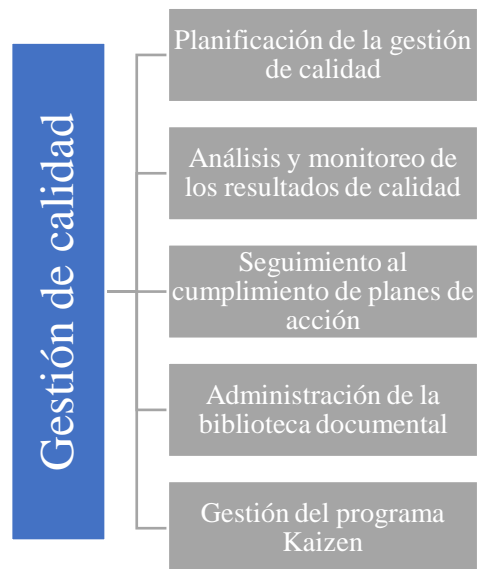 Gestión de calidad
Planificación de la gestión
de calidad
Análisis y monitoreo de
los resultados de calidad
Seguimiento al
cumplimiento de planes de
acción
Administración de la
biblioteca documental
Gestión del programa
Kaizen